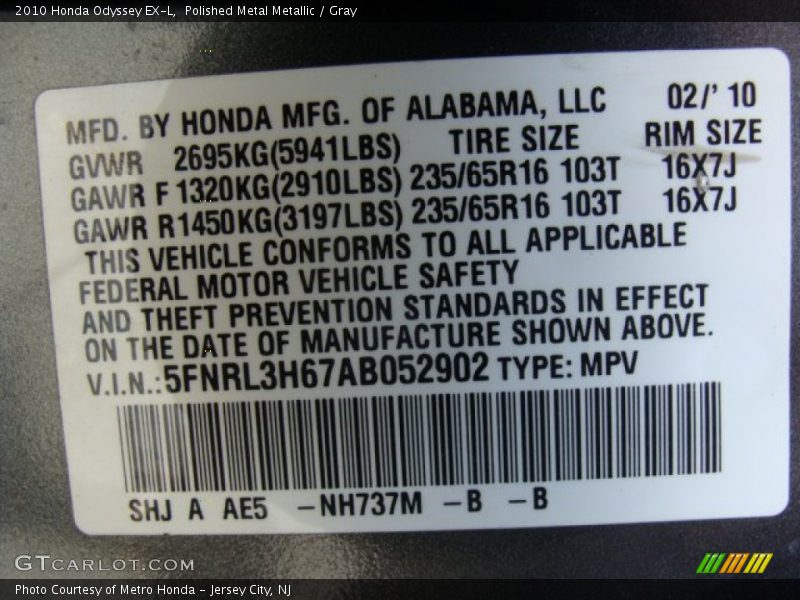 2010 Honda Odyssey EX-L, Polished Metal Metallic / Gray
MFD. BY HONDA MFG. OF ALABAMA, LLC 02/' 10
GVWR 2695KG(5941LBS) TIRE SIZE RIM SIZE
GAWR F 1320KG(2910LBS) 235/65R16 103T 16X7J
GAWR R1450KG(3197LBS) 235/65R16 103T 16X7J
THIS VEHICLE CONFORMS TO ALL APPLICABLE
FEDERAL MOTOR VEHICLE SAFETY
AND THEFT PREVENTION STANDARDS IN EFFECT
ON THE DATE OF MANUFACTURE SHOWN ABOVE.
V.I.N.:5FNRL3H67AB052902 TYPE: MPV
SHJ A AE5 -NH737M -B -B
GTCARLOT.COM
Photo Courtesy of Metro Honda - Jersey City, NJ